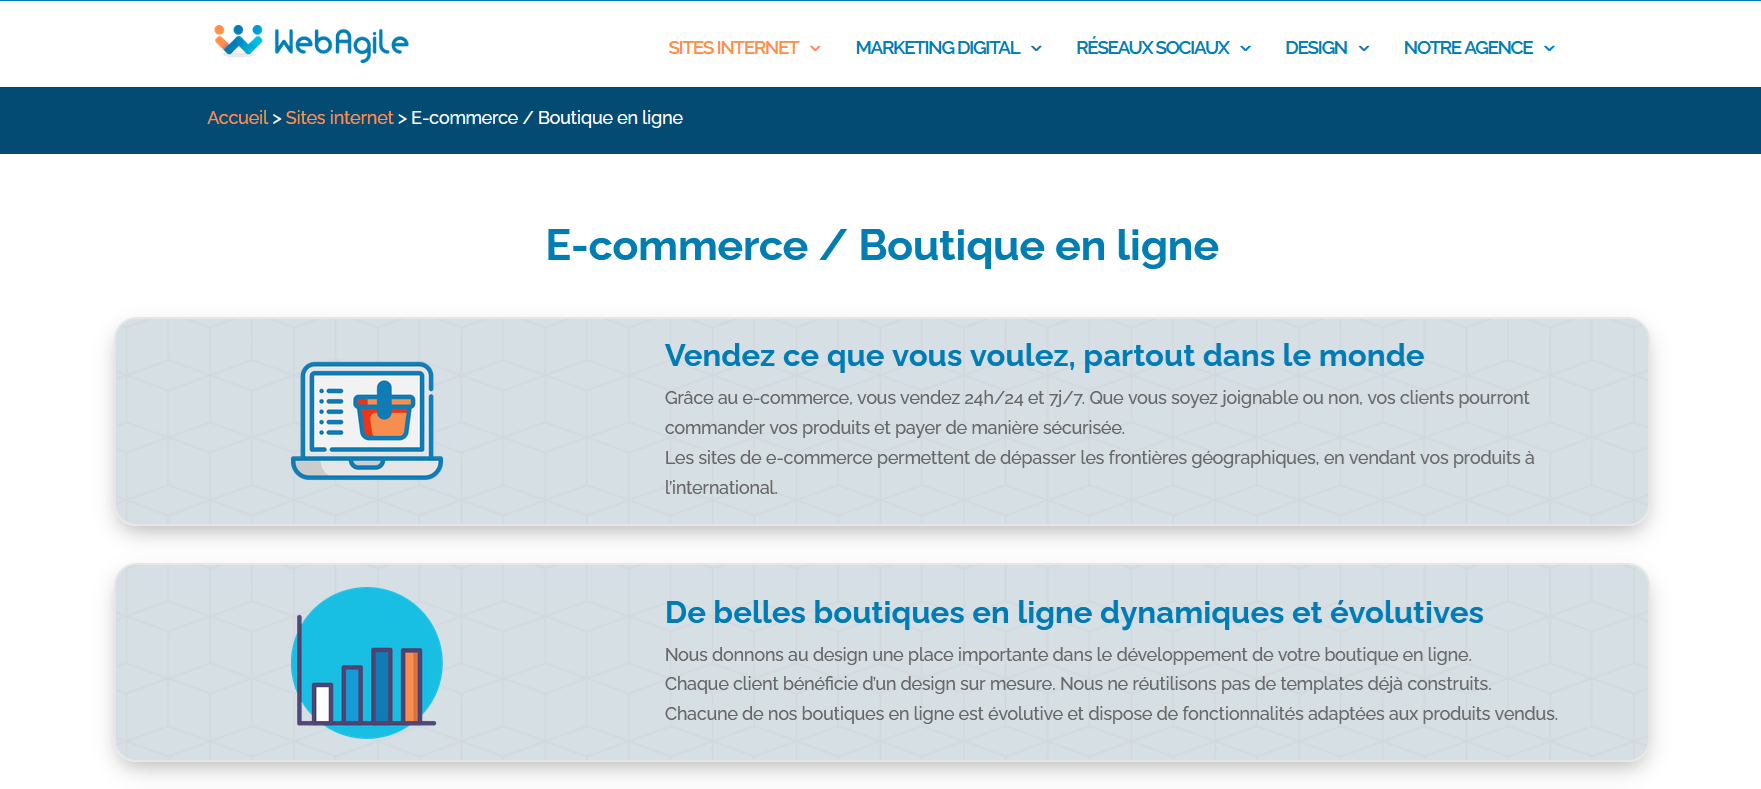 WebAgile
SITES INTERNET
MARKETING DIGITAL
RÉSEAUX SOCIAUX
DESIGN
NOTRE AGENCE
Accueil > Sites internet > E-commerce / Boutique en ligne
E-commerce / Boutique en ligne
Vendez ce que vous voulez, partout dans le monde
Grâce au e-commerce, vous vendez 24h/24 et 7j/7. Que vous soyez joignable ou non, vos clients pourront
commander vos produits et payer de manière sécurisée.
Les sites de e-commerce permettent de dépasser les frontières géographiques, en vendant vos produits à
l'international.
De belles boutiques en ligne dynamiques et évolutives
Nous donnons au design une place importante dans le développement de votre boutique en ligne.
Chaque client bénéficie d'un design sur mesure. Nous ne réutilisons pas de templates déjà construits.
Chacune de nos boutiques en ligne est évolutive et dispose de fonctionnalités adaptées aux produits vendus.